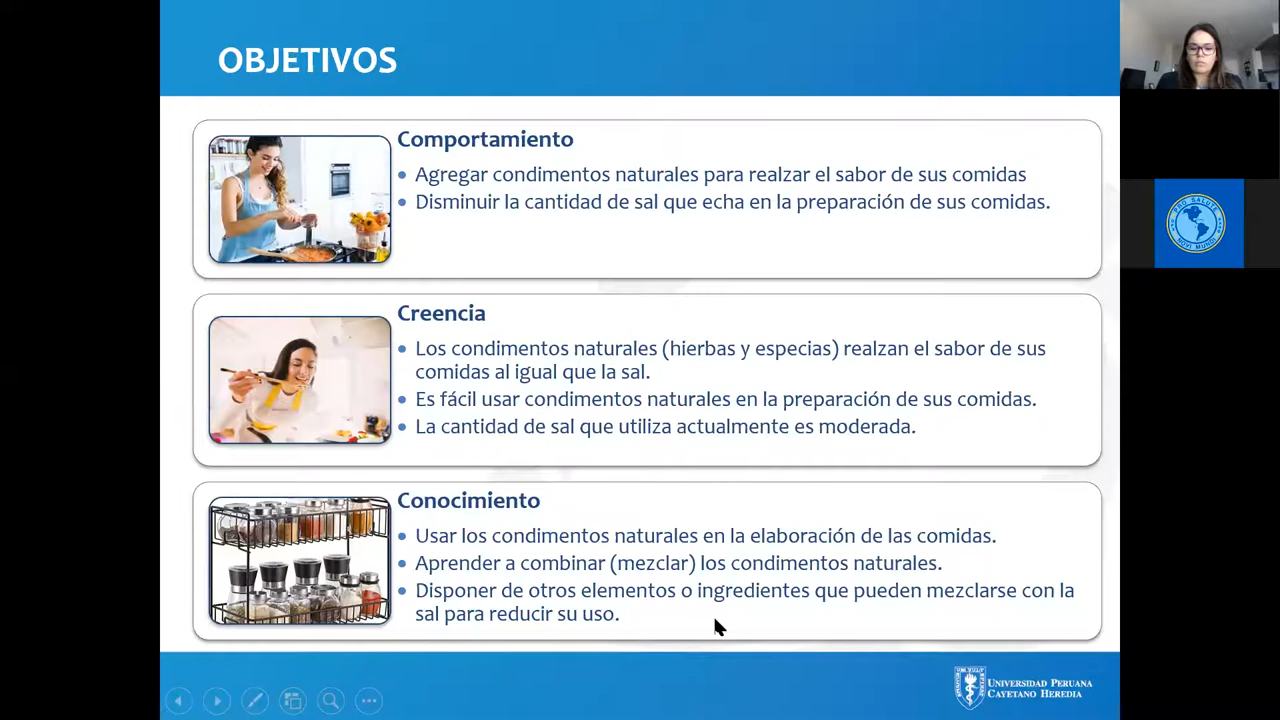 OBJETIVOS
Comportamiento
• Agregar condimentos naturales para realzar el sabor de sus comidas
• Disminuir la cantidad de sal que echa en la preparación de sus comidas.
Creencia
• Los condimentos naturales (hierbas y especias) realzan el sabor de sus
comidas al igual que la sal.
• Es fácil usar condimentos naturales en la preparación de sus comidas.
• La cantidad de sal que utiliza actualmente es moderada.
Conocimiento
• Usar los condimentos naturales en la elaboración de las comidas.
• Aprender a combinar (mezclar) los condimentos naturales.
• Disponer de otros elementos o ingredientes que pueden mezclarse con la
sal para reducir su uso.
UNIVERSIDAD PERUANA
CAYETANO HEREDIA
PRO SALUTE
NOVI MUNDI